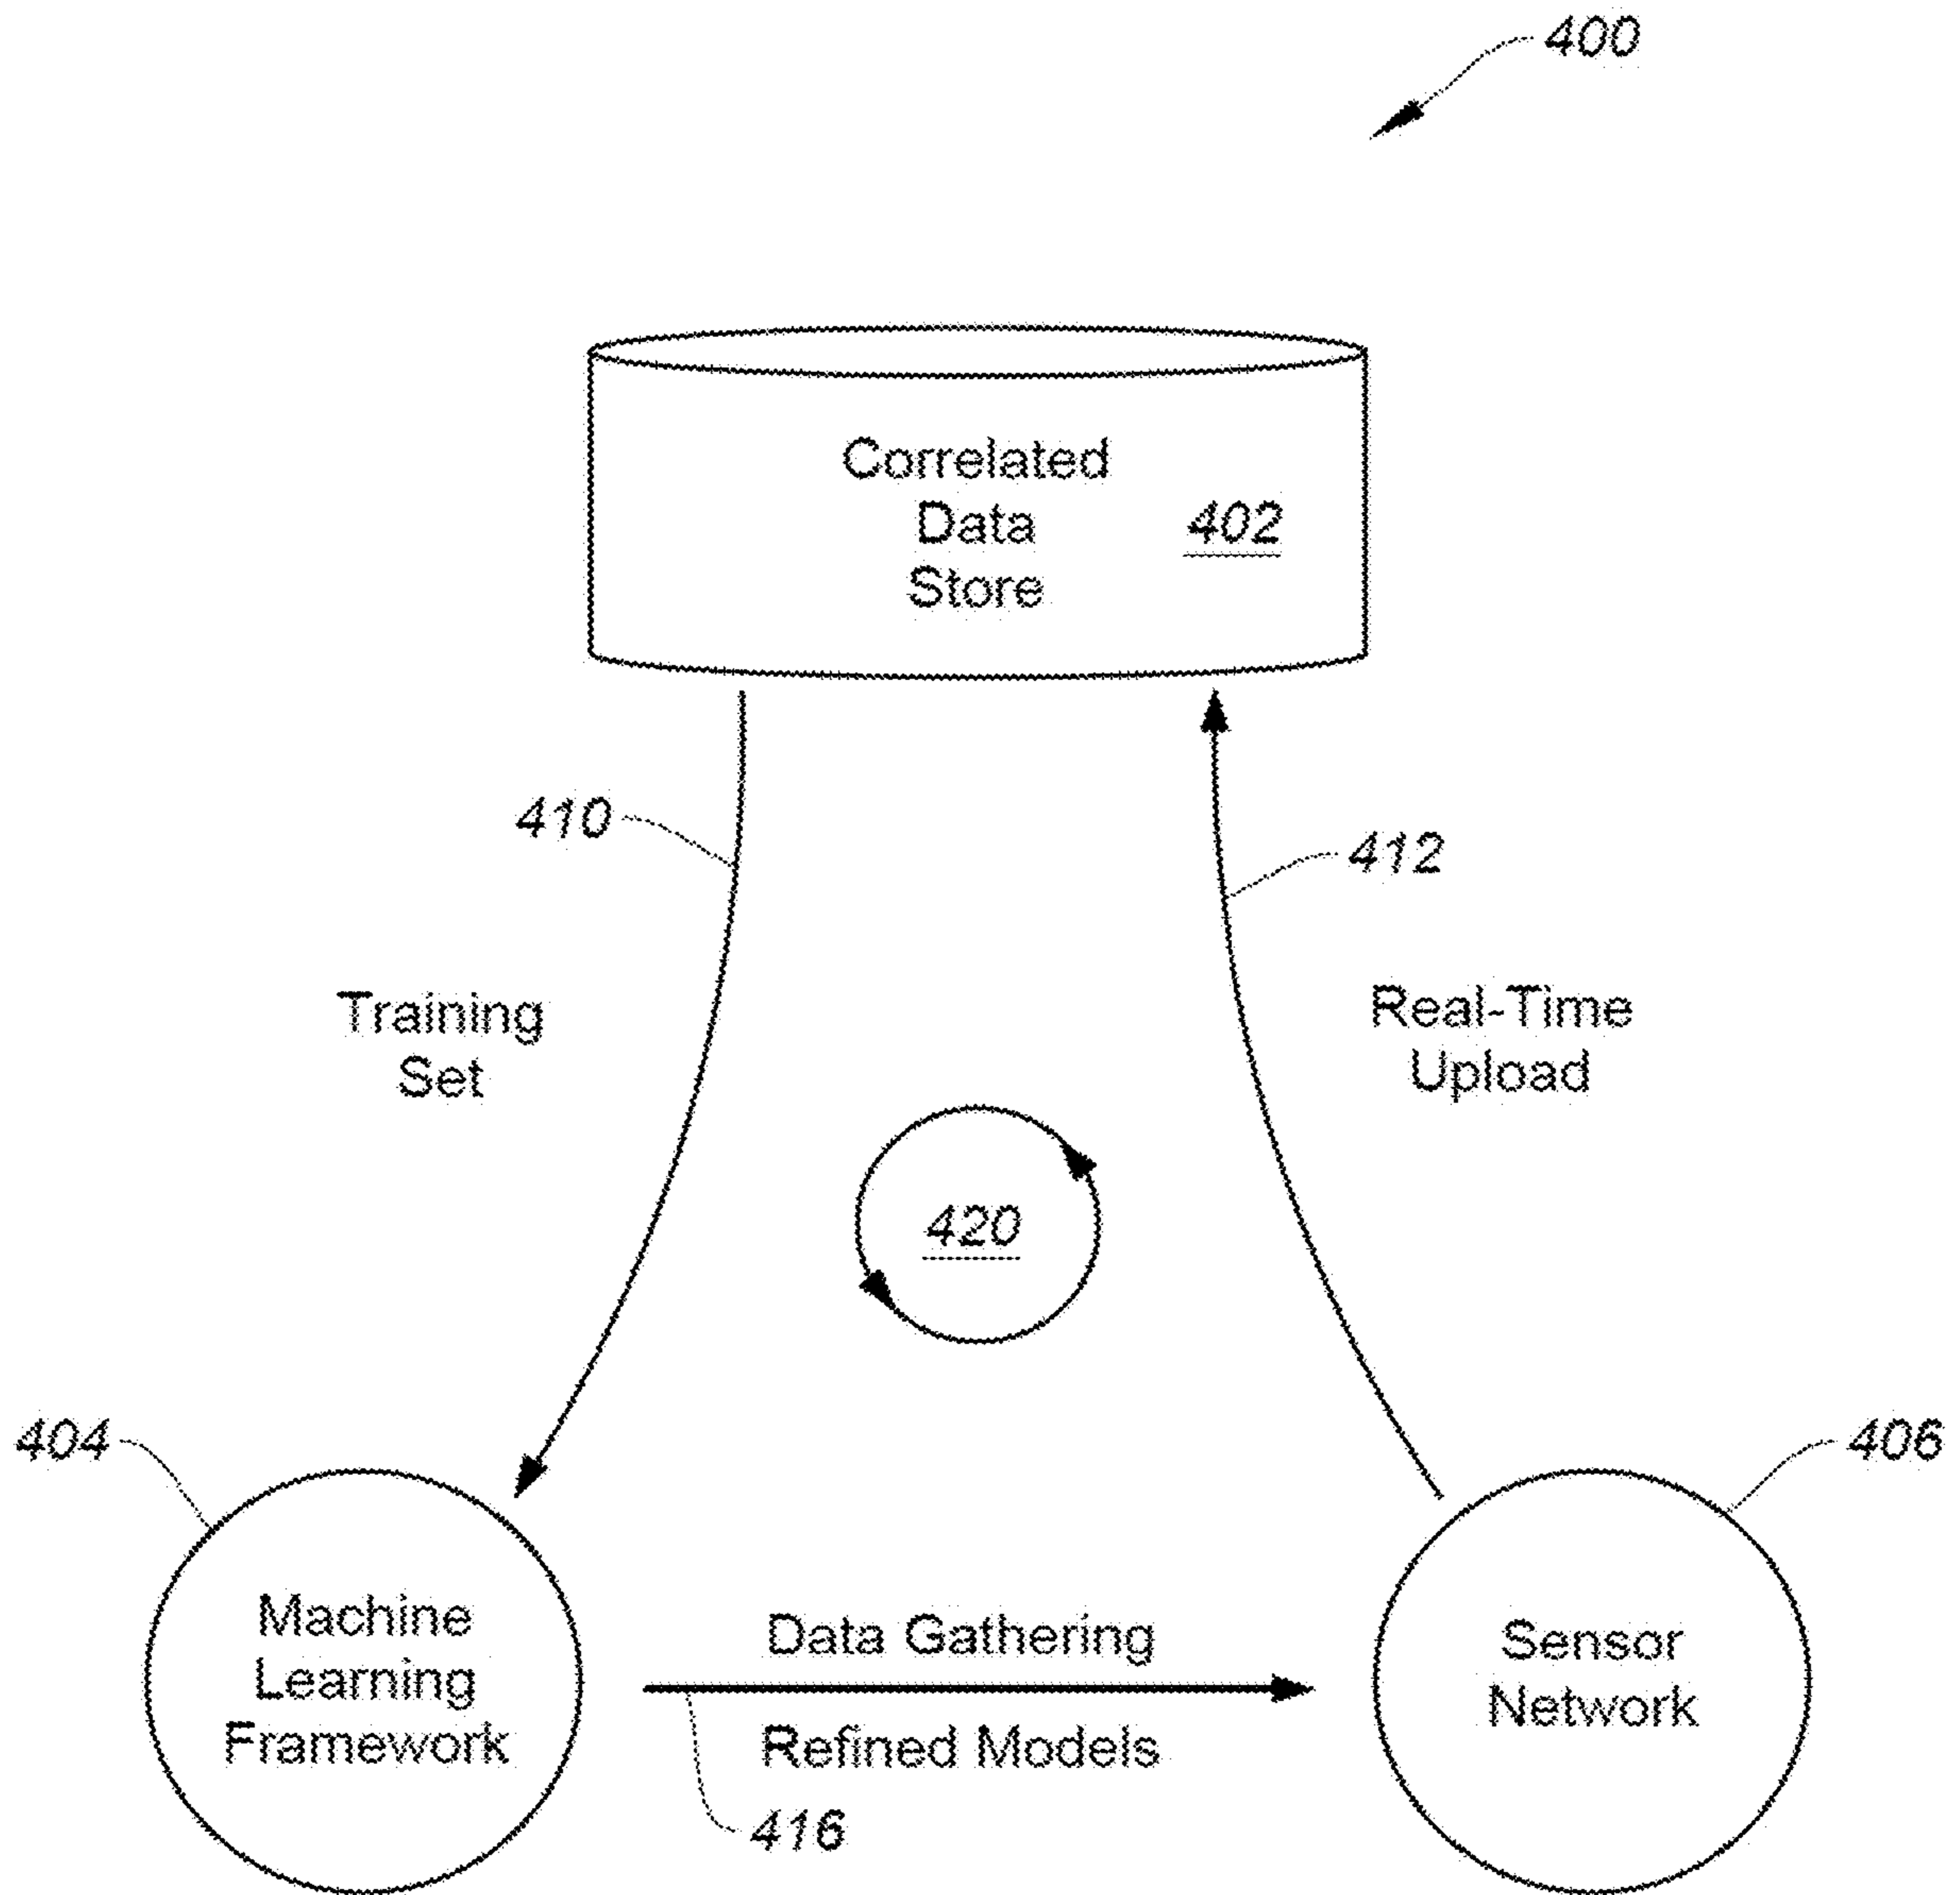 400
Correlated
Data
Store
402
410
412
Training
Set
Real-Time
Upload
420
404
406
Machine
Learning
Framework
Data Gathering
Refined Models
416
Sensor
Network